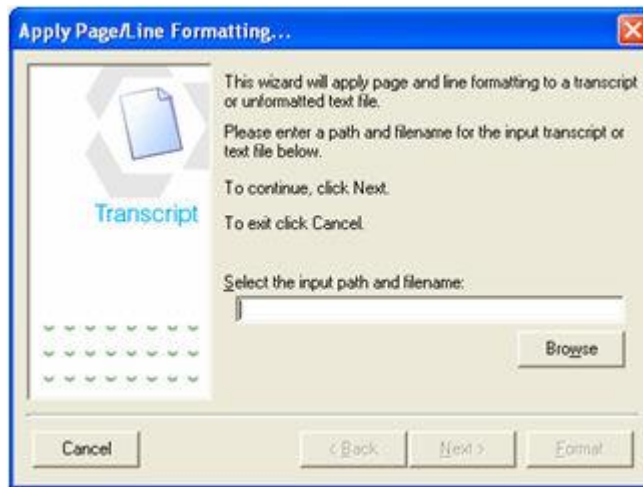 Apply Page/Line Formatting...
This wizard will apply page and line formatting to a transcript
or unformatted text file.
Please enter a path and filename for the input transcript or
text file below.
To continue, click Next.
To exit click Cancel.
Transcript
Select the input path and filename:
Browse
Cancel
< Back
Next >
Format